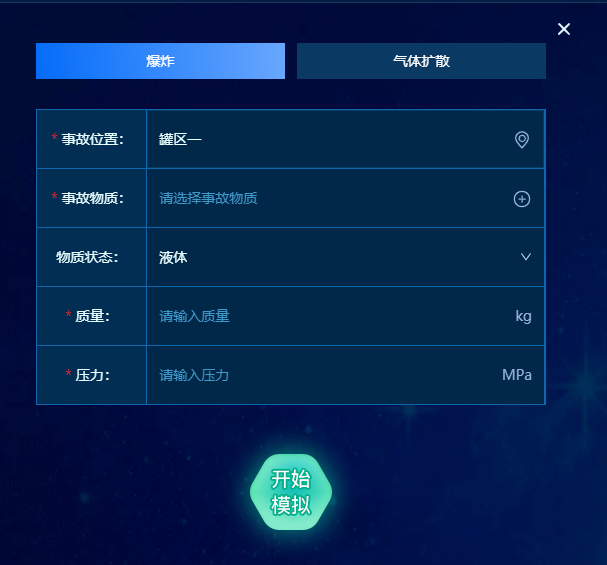 爆炸
气体扩散
* 事故位置：
罐区一
* 事故物质：
请选择事故物质
物质状态：
液体
* 质量：
请输入质量
kg
* 压力：
请输入压力
MPa
开始
模拟